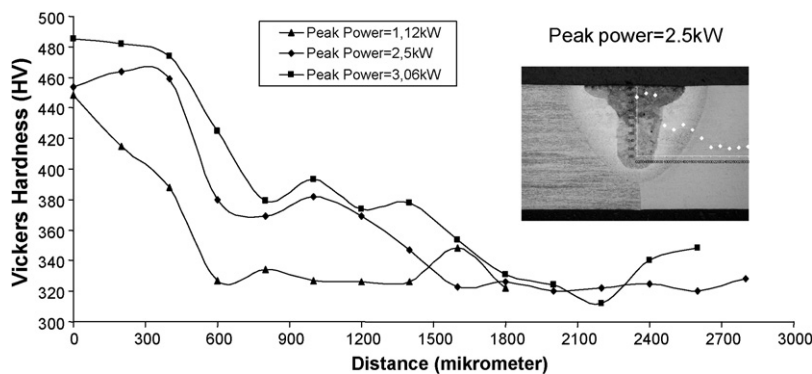 Peak Power=1,12kW
Peak Power=2,5kW
Peak Power=3,06kW
Peak power=2.5kW
Vickers Hardness (HV)
500
480
460
440
420
400
380
360
340
320
300
0 300 600 900 1200 1500 1800 2100 2400 2700 3000
Distance (mikrometer)